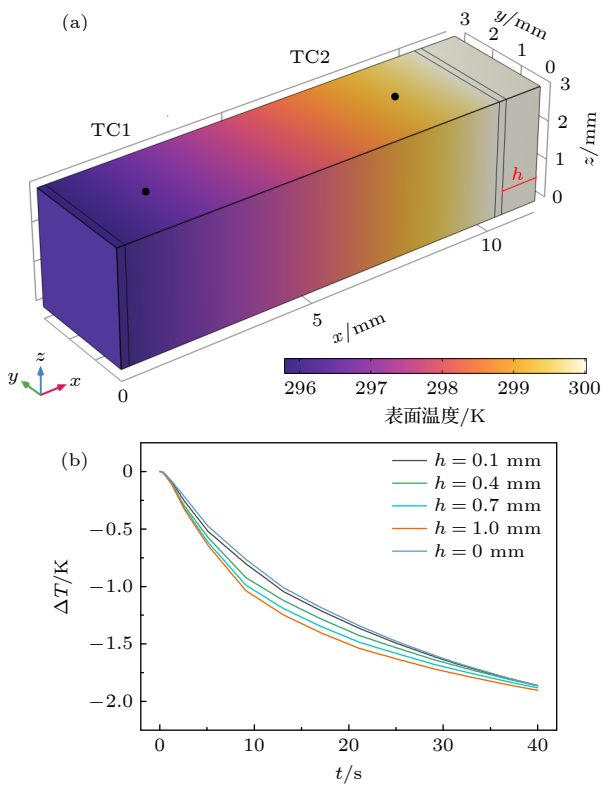 (a)
TC1
TC2
y/mm
3
2
1
0
3
2
1
0
z/mm
h
10
5
0
x/mm
z
y
x
296 297 298 299 300
表面温度/K
(b)
h = 0.1 mm
h = 0.4 mm
h = 0.7 mm
h = 1.0 mm
h = 0 mm
0
−0.5
−1.0
−1.5
−2.0
ΔT/K
0 10 20 30 40
t/s